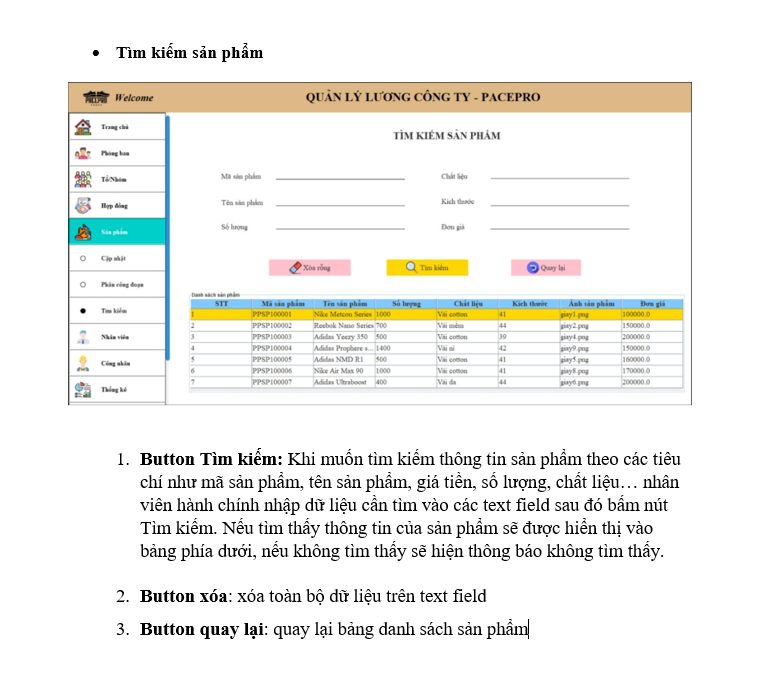 Tìm kiếm sản phẩm
PACEPRO Welcome QUẢN LÝ LƯƠNG CÔNG TY - PACEPRO
Trang chủ
TÌM KIẾM SẢN PHẨM
Phòng ban
Tổ/Nhóm
Mã sản phẩm Chất liệu
Hợp đồng
Tên sản phẩm Kích thước
Sản phẩm
Số lượng Đơn giá
Cập nhật
Xóa rỗng Tìm kiếm Quay lại
Phân công đoạn
Tìm kiếm
Nhân viên
Công nhân
Thống kê
Danh sách sản phẩm
STT Mã sản phẩm Tên sản phẩm Số lượng Chất liệu Kích thước Ảnh sản phẩm Đơn giá
1 PPSP100001 Nike Metcon Series 1000 Vải cotton 41 giay1.png 100000.0
2 PPSP100002 Reebok Nano Series 700 Vải mềm 44 giay2.png 150000.0
3 PPSP100003 Adidas Yeezy 350 500 Vải cotton 39 giay4.png 200000.0
4 PPSP100004 Adidas Prophere s... 1400 Vải nỉ 42 giay9.png 150000.0
5 PPSP100005 Adidas NMD R1 500 Vải cotton 41 giay5.png 160000.0
6 PPSP100006 Nike Air Max 90 1000 Vải cotton 41 giay8.png 170000.0
7 PPSP100007 Adidas Ultraboost 400 Vải da 44 giay6.png 200000.0
1. Button Tìm kiếm: Khi muốn tìm kiếm thông tin sản phẩm theo các tiêu
chí như mã sản phẩm, tên sản phẩm, giá tiền, số lượng, chất liệu… nhân
viên hành chính nhập dữ liệu cần tìm vào các text field sau đó bấm nút
Tìm kiếm. Nếu tìm thấy thông tin của sản phẩm sẽ được hiển thị vào
bảng phía dưới, nếu không tìm thấy sẽ hiện thông báo không tìm thấy.
2. Button xóa: xóa toàn bộ dữ liệu trên text field
3. Button quay lại: quay lại bảng danh sách sản phẩm